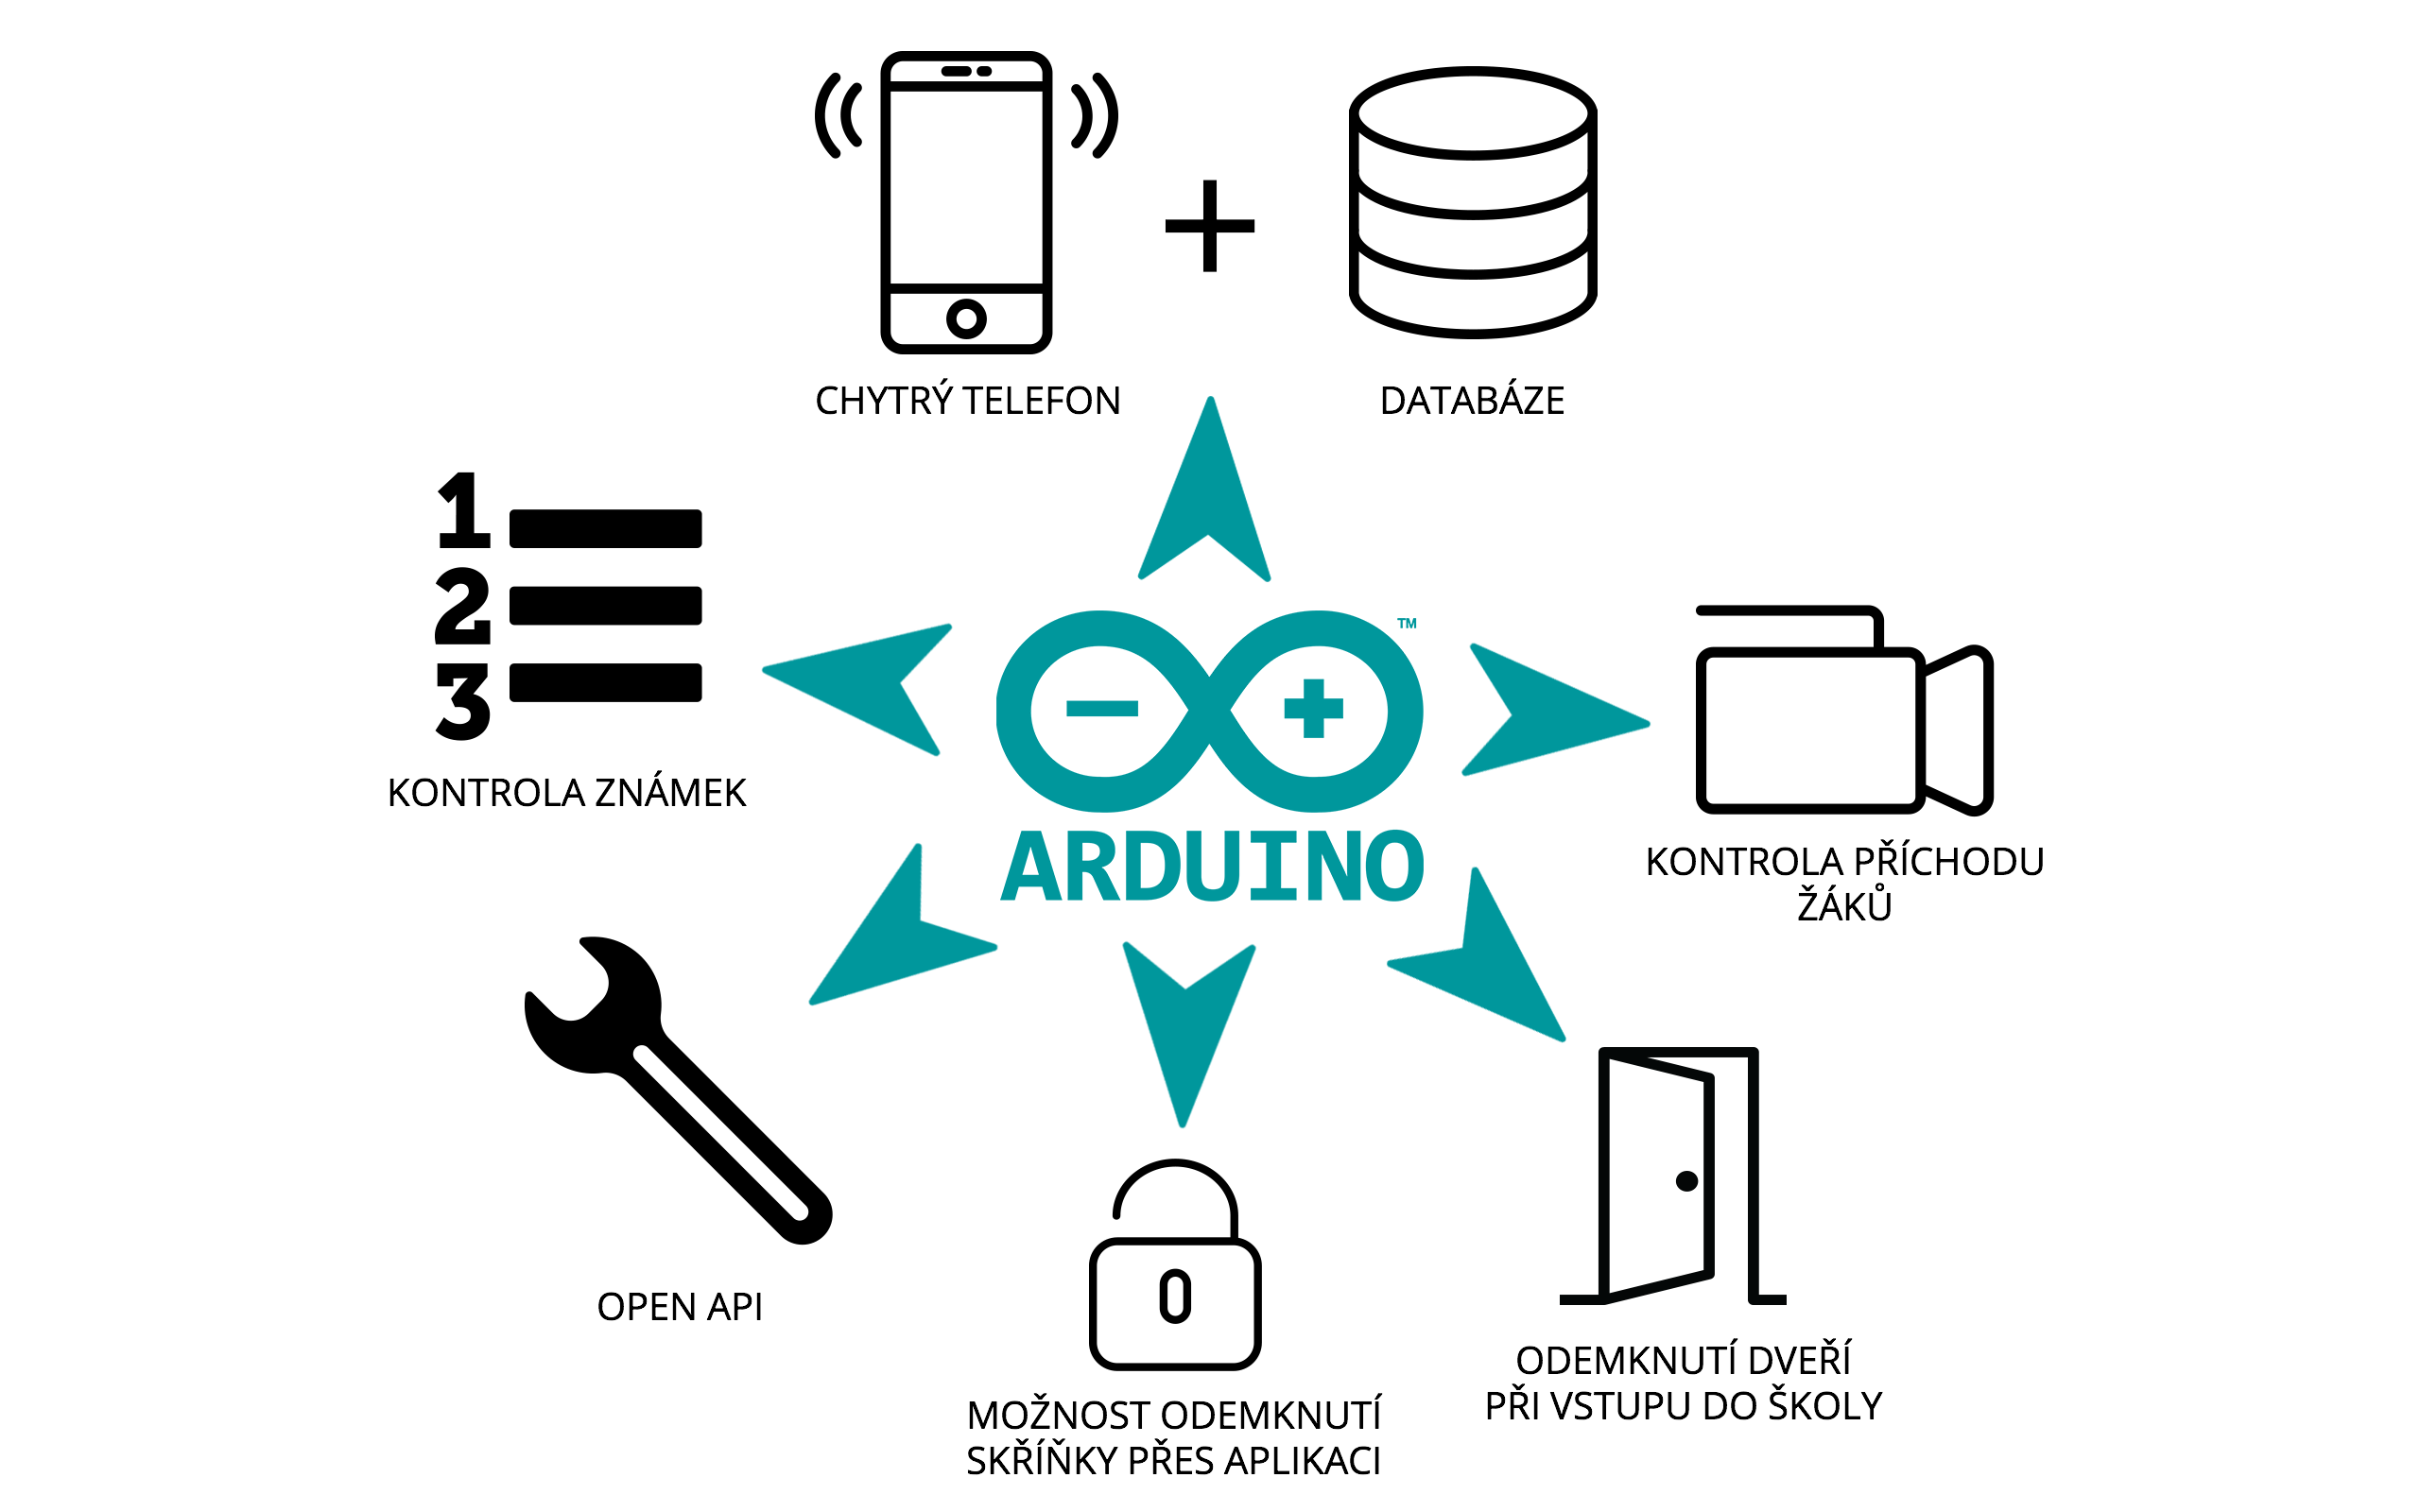 CHYTRÝ TELEFON
DATABÁZE
1
2
3
KONTROLA ZNÁMEK
TM
ARDUINO
KONTROLA PŘÍCHODU
ŽÁKŮ
OPEN API
MOŽNOST ODEMKNUTÍ
SKŘÍŇKY PŘES APLIKACI
ODEMKNUTÍ DVEŘÍ
PŘI VSTUPU DO ŠKOLY